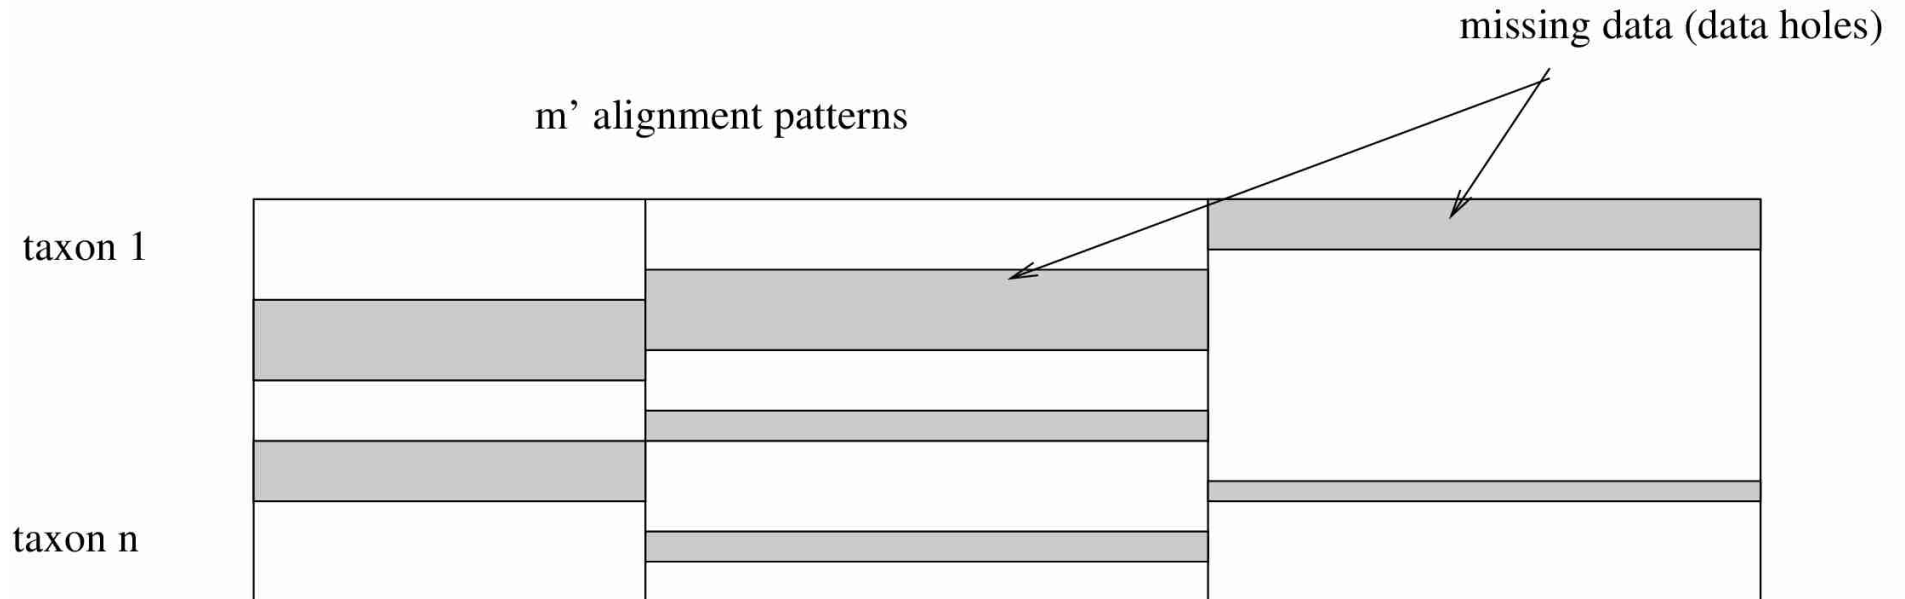 missing data (data holes)
m’ alignment patterns
taxon 1
taxon n